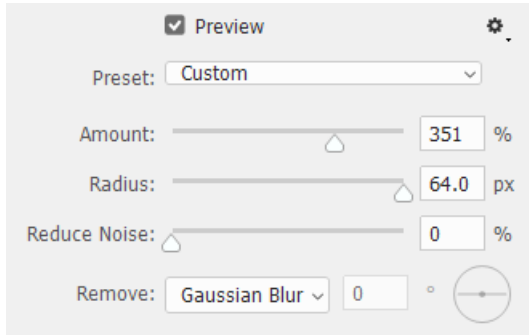 Preview
Preset: Custom
Amount: 351 %
Radius: 64.0 px
Reduce Noise: 0 %
Remove: Gaussian Blur 0 °